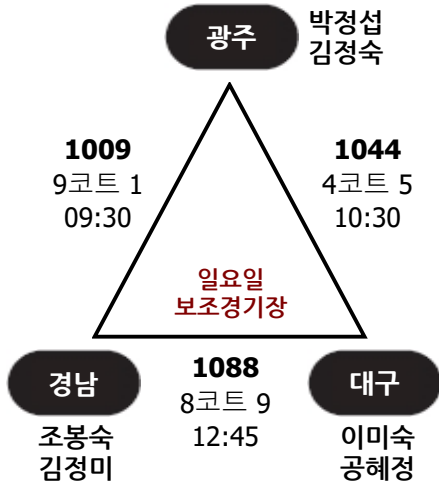 광주
박정섭
김정숙
1009
9코트 1
09:30
1044
4코트 5
10:30
일요일
보조경기장
경남
조봉숙
김정미
1088
8코트 9
12:45
대구
이미숙
공혜정